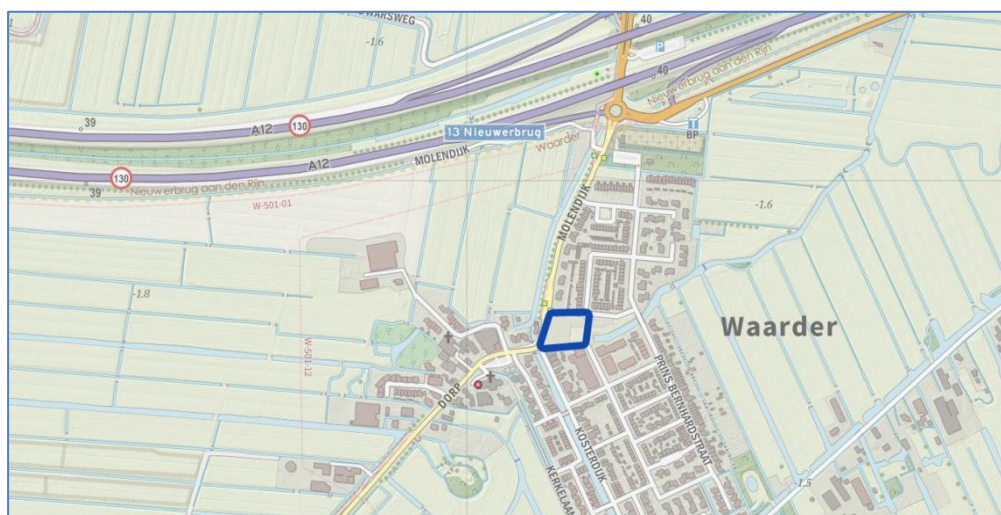 40
-1.6
P
40
Nieuwerbrug aan den Rijn
39
130
A12
13 Nieuwerbrug
T
BP
MOLENDIJK
Waarder
A12
130
39
Nieuwerbrug aan den Rijn
W-501-01
MOLENDIJK
-1.6
-1.8
Waarder
W-501-12
DORP
PRINS BERNHARDSTRAAT
KOSTERDIJK
KERKELAAN
-1.5